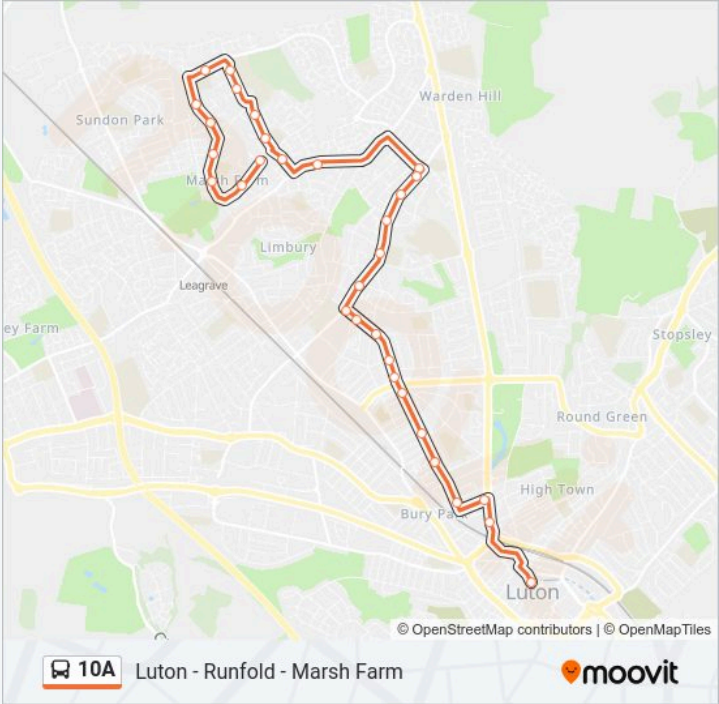 Warden Hill
Sundon Park
Marsh Farm
Limbury
Leagrave
ey Farm
Stopsley
Round Green
High Town
Bury Pa
Luton
© OpenStreetMap contributors | © OpenMapTiles
10A Luton - Runfold - Marsh Farm
moovit